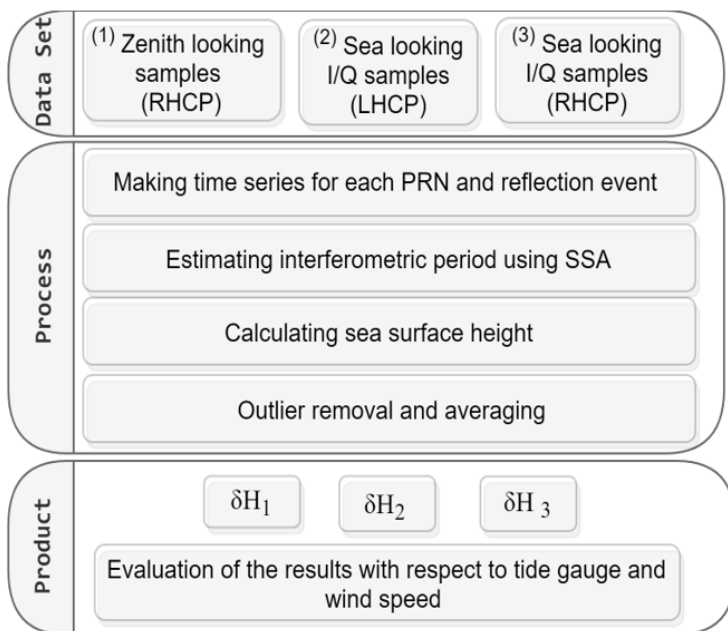 Data Set
(1) Zenith looking
samples
(RHCP)
(2) Sea looking
I/Q samples
(LHCP)
(3) Sea looking
I/Q samples
(RHCP)
Process
Making time series for each PRN and reflection event
Estimating interferometric period using SSA
Calculating sea surface height
Outlier removal and averaging
Product
δH1
δH2
δH 3
Evaluation of the results with respect to tide gauge and
wind speed